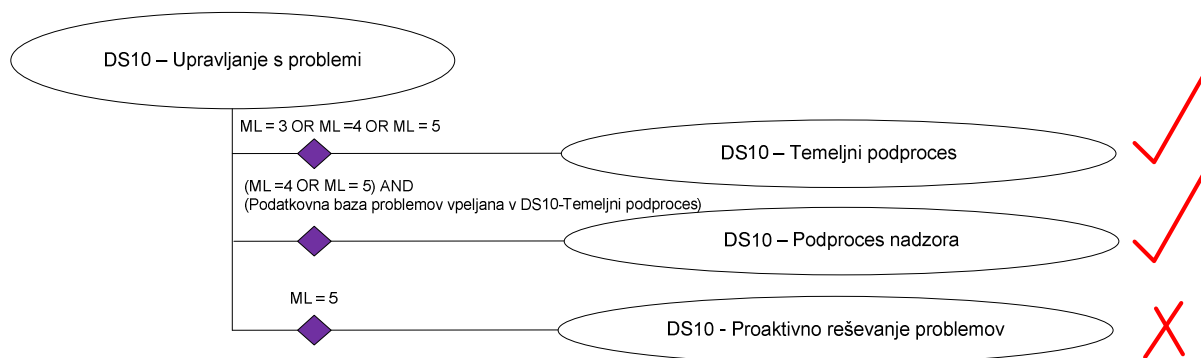 DS10 – Upravljanje s problemi
ML = 3 OR ML =4 OR ML = 5
DS10 – Temeljni podproces
(ML =4 OR ML = 5) AND
(Podatkovna baza problemov vpeljana v DS10-Temeljni podproces)
DS10 – Podproces nadzora
ML = 5
DS10 - Proaktivno reševanje problemov